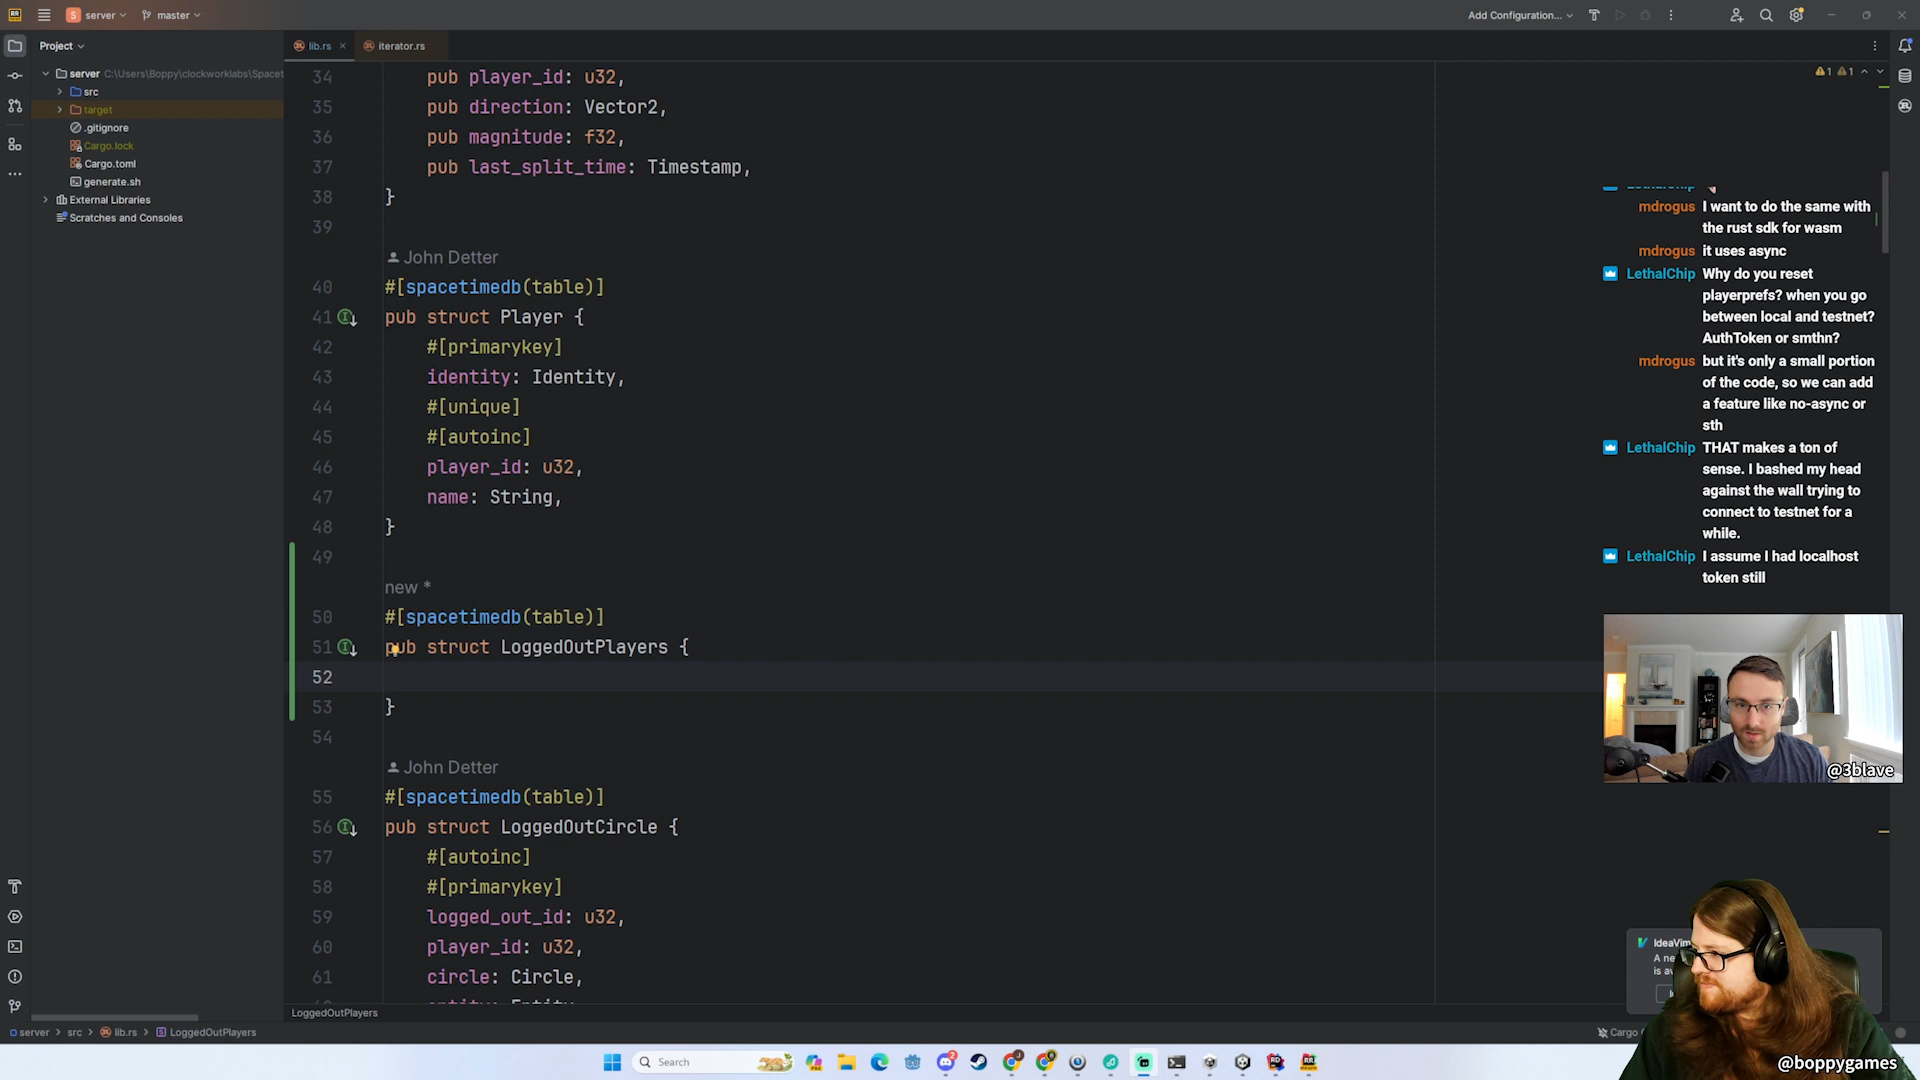 server
master
Add Configuration...
Project
lib.rs
iterator.rs
server C:\Users\Boppy\clockworklabs\Spacet
src
target
.gitignore
Cargo.lock
Cargo.toml
generate.sh
External Libraries
Scratches and Consoles
1 1
34 pub player_id: u32,
35 pub direction: Vector2,
36 pub magnitude: f32,
37 pub last_split_time: Timestamp,
38 }
39
John Detter
40 #[spacetimedb(table)]
41 pub struct Player {
42 #[primarykey]
43 identity: Identity,
44 #[unique]
45 #[autoinc]
46 player_id: u32,
47 name: String,
48 }
49
new *
50 #[spacetimedb(table)]
51 pub struct LoggedOutPlayers {
52
53 }
54
John Detter
55 #[spacetimedb(table)]
56 pub struct LoggedOutCircle {
57 #[autoinc]
58 #[primarykey]
59 logged_out_id: u32,
60 player_id: u32,
61 circle: Circle,
LoggedOutPlayers
server > src > lib.rs > LoggedOutPlayers
LethalChip
mdrogus I want to do the same with
the rust sdk for wasm
mdrogus it uses async
LethalChip Why do you reset
playerprefs? when you go
between local and testnet?
AuthToken or smthn?
mdrogus but it's only a small portion
of the code, so we can add
a feature like no-async or
sth
LethalChip THAT makes a ton of
sense. I bashed my head
against the wall trying to
connect to testnet for a
while.
LethalChip I assume I had localhost
token still
@3blave
IdeaVim
A ne
is av
Cargo
Search
@boppygames